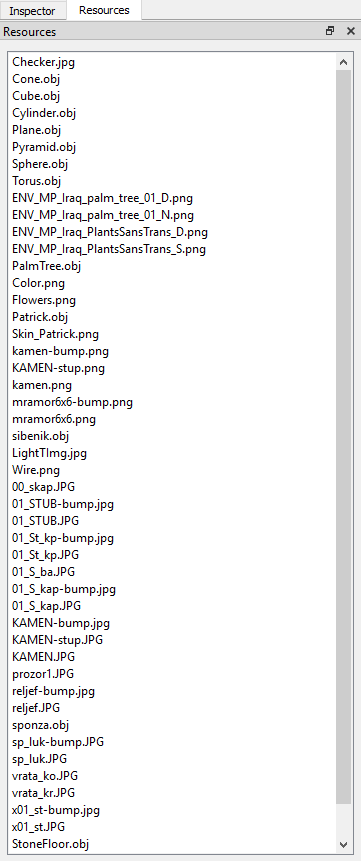 Inspector Resources
Resources
Checker.jpg
Cone.obj
Cube.obj
Cylinder.obj
Plane.obj
Pyramid.obj
Sphere.obj
Torus.obj
ENV_MP_Iraq_palm_tree_01_D.png
ENV_MP_Iraq_palm_tree_01_N.png
ENV_MP_Iraq_PlantsSansTrans_D.png
ENV_MP_Iraq_PlantsSansTrans_S.png
PalmTree.obj
Color.png
Flowers.png
Patrick.obj
Skin_Patrick.png
kamen-bump.png
KAMEN-stup.png
kamen.png
mramor6x6-bump.png
mramor6x6.png
sibenik.obj
LightTImg.jpg
Wire.png
00_skap.JPG
01_STUB-bump.jpg
01_STUB.JPG
01_St_kp-bump.jpg
01_St_kp.JPG
01_S_ba.JPG
01_S_kap-bump.jpg
01_S_kap.JPG
KAMEN-bump.jpg
KAMEN-stup.JPG
KAMEN.JPG
prozor1.JPG
reljef-bump.jpg
reljef.JPG
sponza.obj
sp_luk-bump.JPG
sp_luk.JPG
vrata_ko.JPG
vrata_kr.JPG
x01_st-bump.jpg
x01_st.JPG
StoneFloor.obj